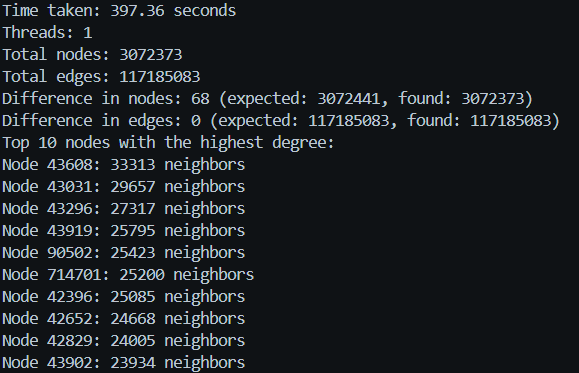 Time taken: 397.36 seconds
Threads: 1
Total nodes: 3072373
Total edges: 117185083
Difference in nodes: 68 (expected: 3072441, found: 3072373)
Difference in edges: 0 (expected: 117185083, found: 117185083)
Top 10 nodes with the highest degree:
Node 43608: 33313 neighbors
Node 43031: 29657 neighbors
Node 43296: 27317 neighbors
Node 43919: 25795 neighbors
Node 90502: 25423 neighbors
Node 714701: 25200 neighbors
Node 42396: 25085 neighbors
Node 42652: 24668 neighbors
Node 42829: 24005 neighbors
Node 43902: 23934 neighbors